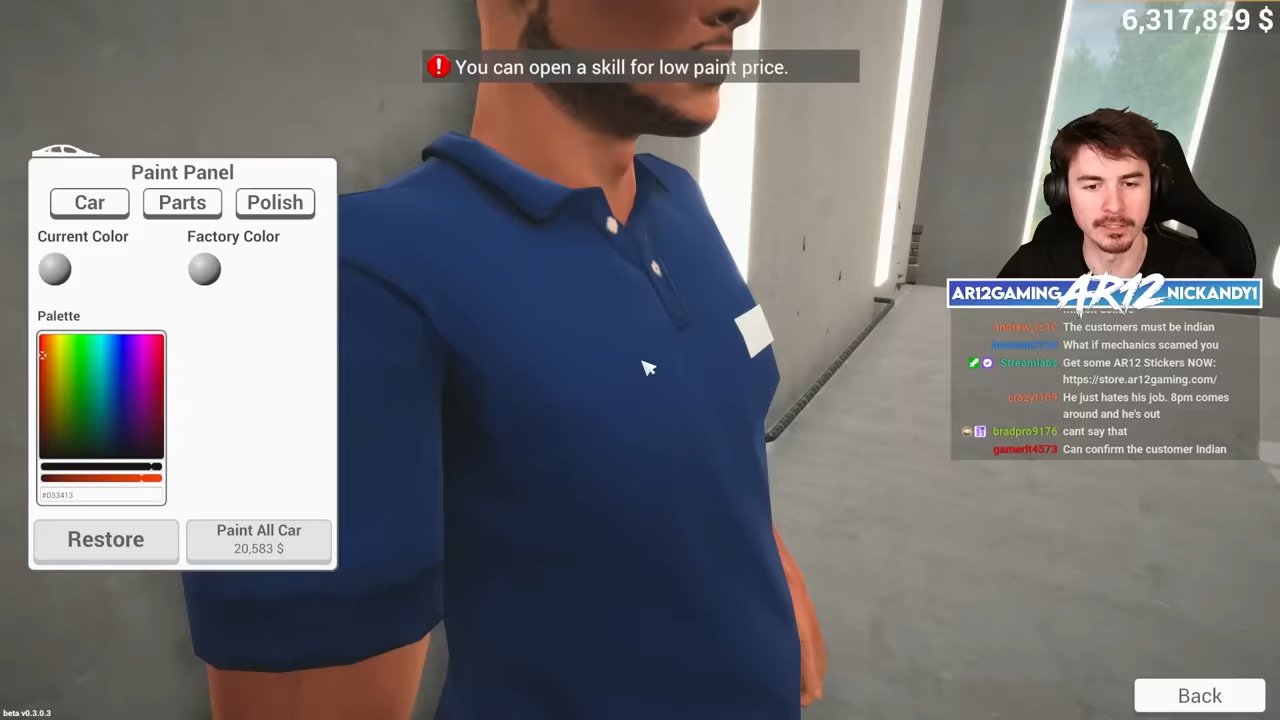 6,317,829 $
You can open a skill for low paint price.
Paint Panel
Car Parts Polish
Current Color Factory Color
Palette
#D33413
Restore
Paint All Car
20,583 $
AR12GAMING AR12 NICKANDY1
The customers must be indian
What if mechanics scamed you
Streamlabs Get some AR12 Stickers NOW:
https://store.ar12gaming.com/
crazyt109 He just hates his job. 8pm comes
around and he's out
bradpro9176 cant say that
gamerlt4573 Can confirm the customer Indian
Back
beta v0.3.0.3